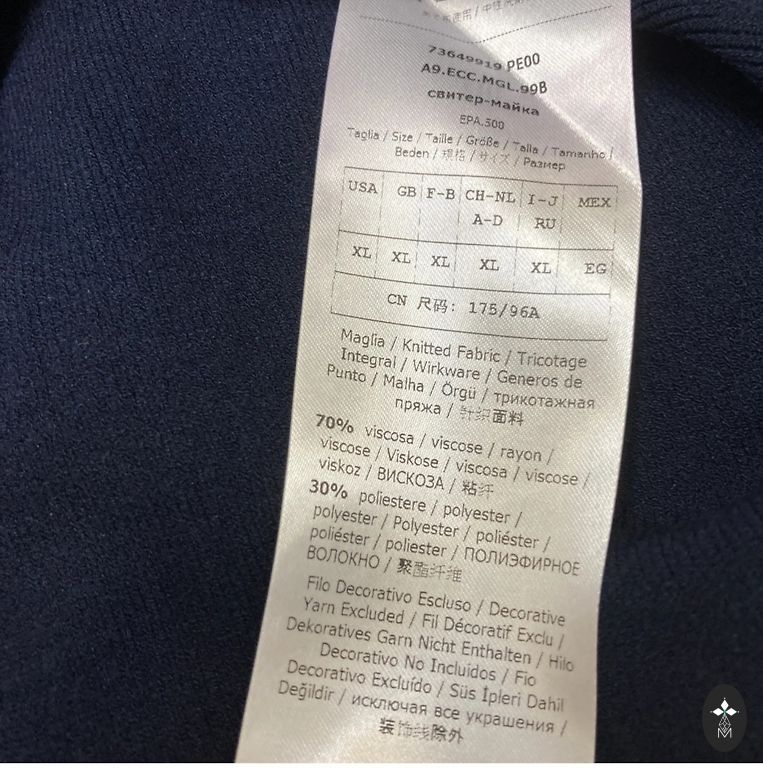 73649919 PE00
A9.ECC.MGL.99B
свитер-майка
EPA.300
Taglia / Size / Taille / Größe / Talla / Tamanho /
Beden / 規格 / サイズ / Размер
USA GB F-B CH-NL I-J MEX
A-D RU
XL XL XL XL XL EG
CN 尺码: 175/96A
Maglia / Knitted Fabric / Tricotage
Integral / Wirkware / Generos de
Punto / Malha / Örgü / трикотажная
пряжа / 针织面料
70% viscosa / viscose / rayon /
viscose / Viskose / viscosa / viscose /
viskoz / ВИСКОЗА / 粘纤
30% poliestere / polyester /
polyester / Polyester / poliéster /
poliéster / poliester / ПОЛИЭФИРНОЕ
ВОЛОКНО / 聚酯纤维
Filo Decorativo Escluso / Decorative
Yarn Excluded / Fil Décoratif Exclu /
Dekoratives Garn Nicht Enthalten / Hilo
Decorativo No Incluidos / Fio
Decorativo Excluído / Süs İpleri Dahil
Değildir / исключая все украшения /
装饰线除外
M